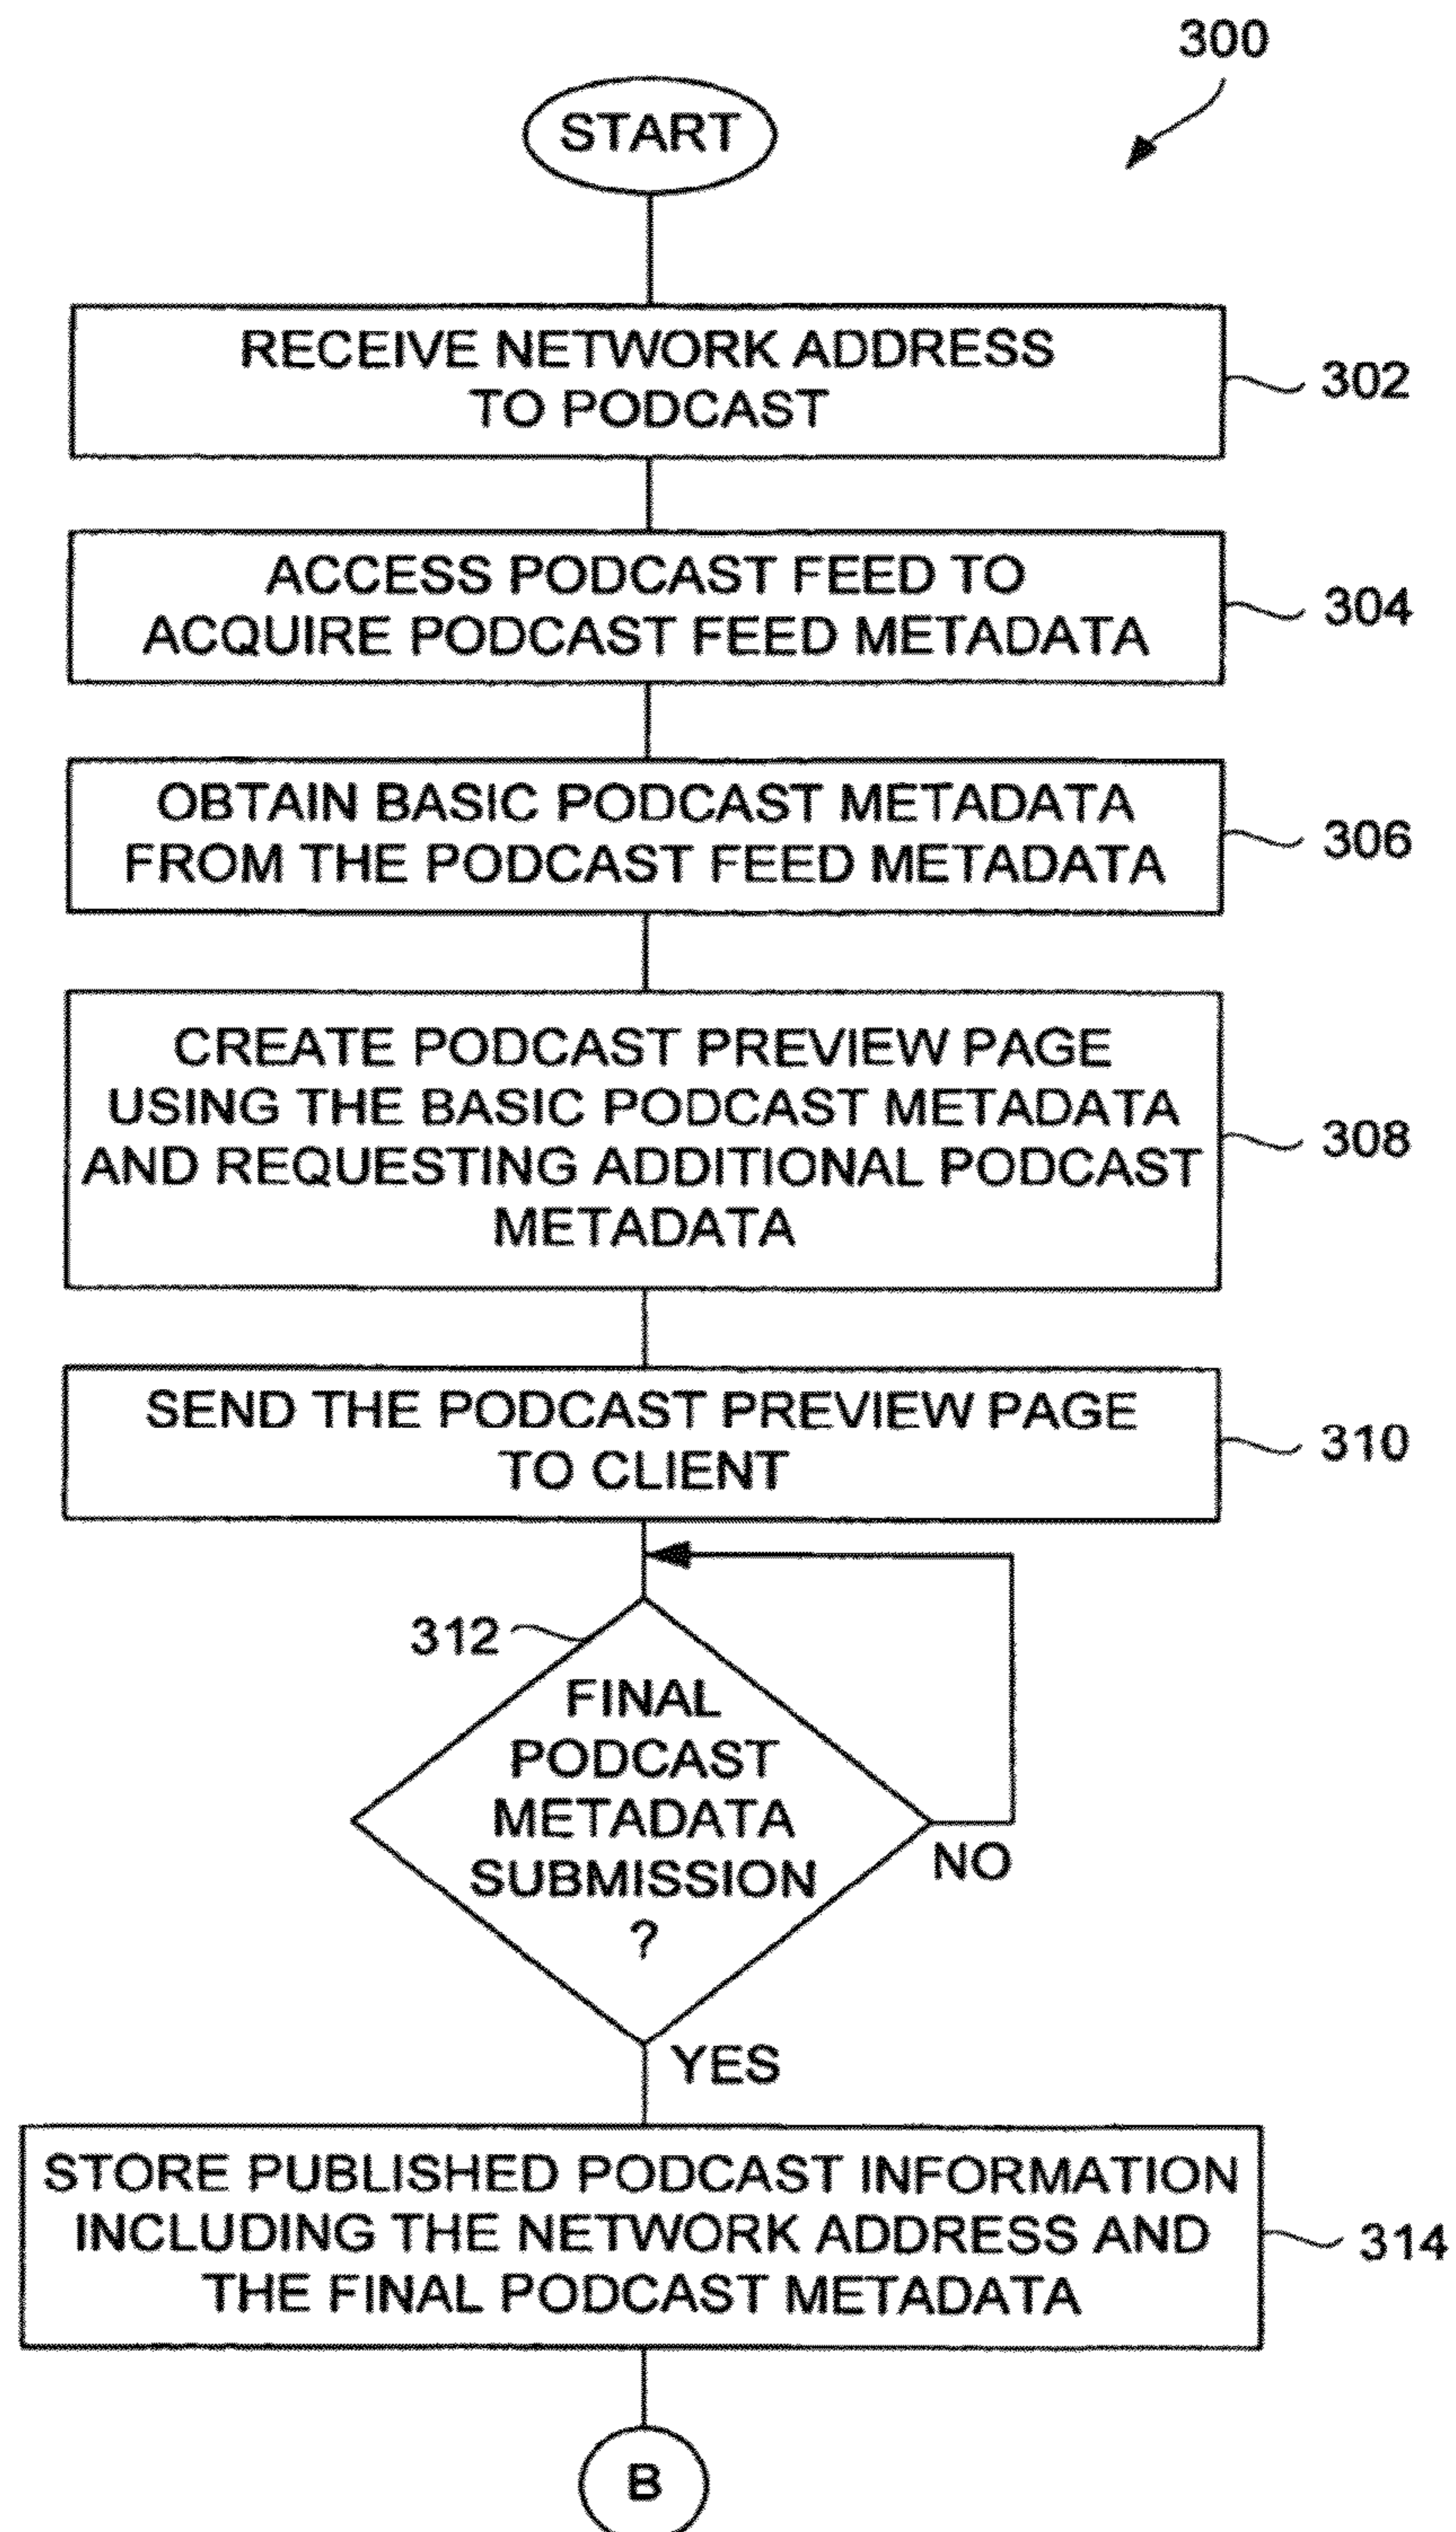 300
START
RECEIVE NETWORK ADDRESS
TO PODCAST
302
ACCESS PODCAST FEED TO
ACQUIRE PODCAST FEED METADATA
304
OBTAIN BASIC PODCAST METADATA
FROM THE PODCAST FEED METADATA
306
CREATE PODCAST PREVIEW PAGE
USING THE BASIC PODCAST METADATA
AND REQUESTING ADDITIONAL PODCAST
METADATA
308
SEND THE PODCAST PREVIEW PAGE
TO CLIENT
310
312
FINAL
PODCAST
METADATA
SUBMISSION
?
NO
YES
STORE PUBLISHED PODCAST INFORMATION
INCLUDING THE NETWORK ADDRESS AND
THE FINAL PODCAST METADATA
314
B